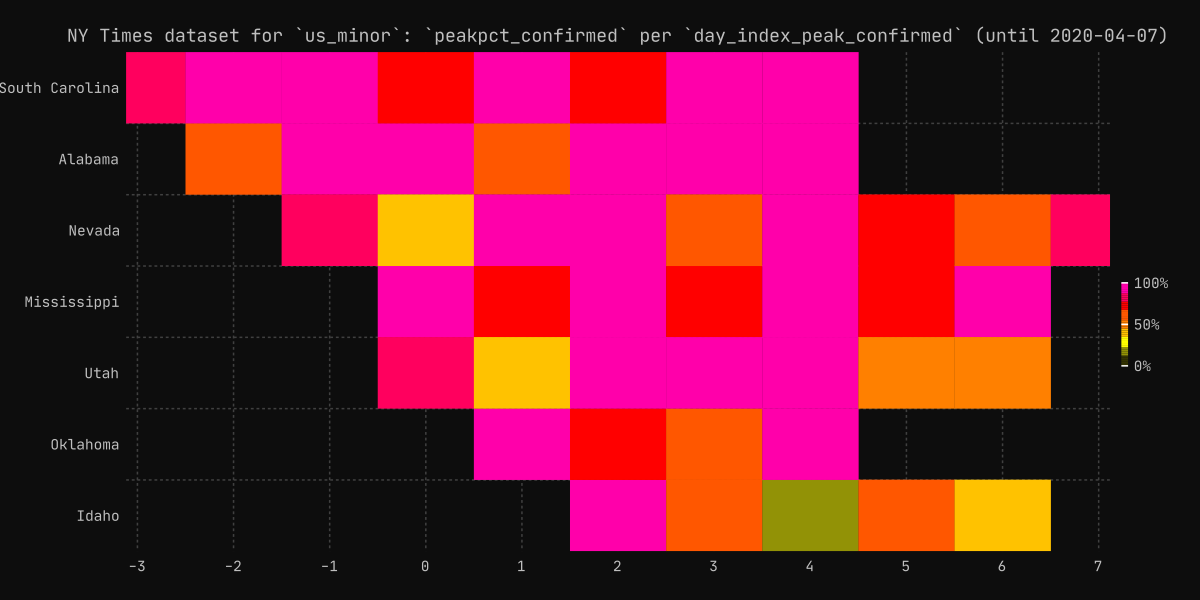 NY Times dataset for `us_minor`: `peakpct_confirmed` per `day_index_peak_confirmed` (until 2020-04-07)
South Carolina
Alabama
Nevada
Mississippi
Utah
Oklahoma
Idaho
100%
50%
0%
-3 -2 -1 0 1 2 3 4 5 6 7